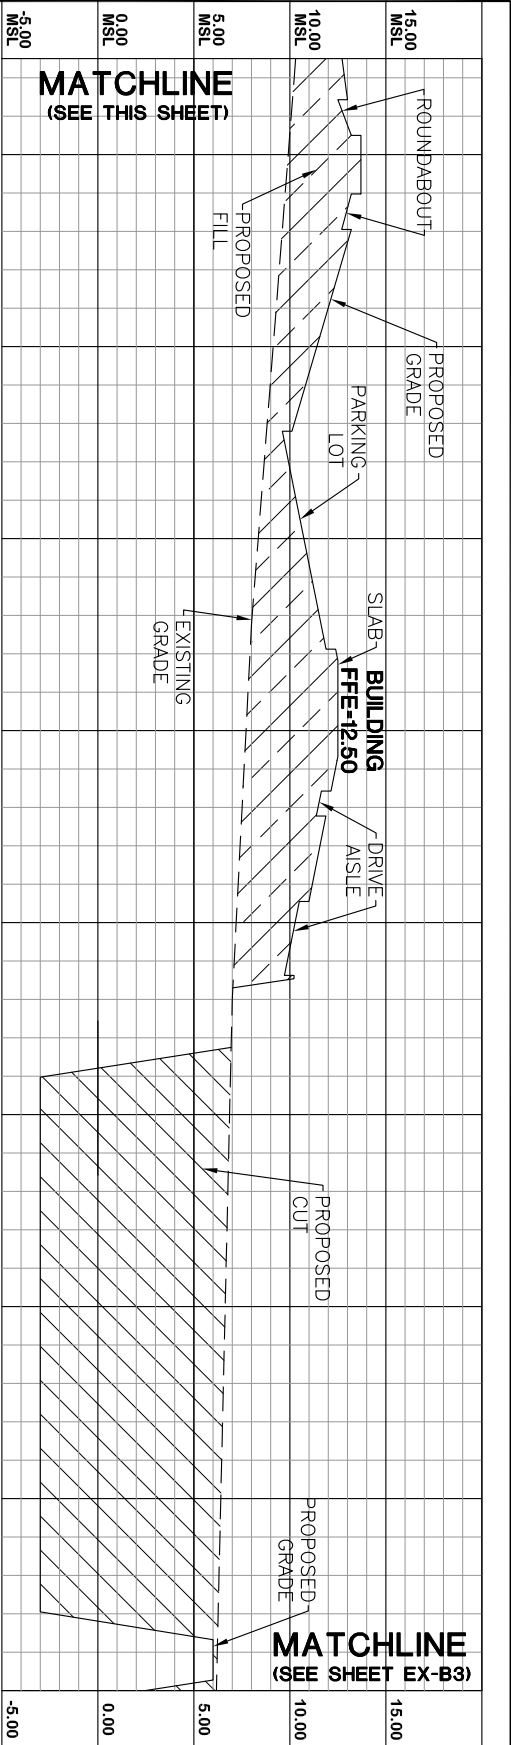 15.00
MSL
10.00
MSL
5.00
MSL
0.00
MSL
-5.00
MSL
MATCHLINE
(SEE THIS SHEET)
ROUNDABOUT
PROPOSED
FILL
PROPOSED
GRADE
PARKING
LOT
EXISTING
GRADE
SLAB
BUILDING
FFE=12.50
DRIVE
AISLE
PROPOSED
CUT
PROPOSED
GRADE
MATCHLINE
(SEE SHEET EX-B3)
15.00
10.00
5.00
0.00
-5.00